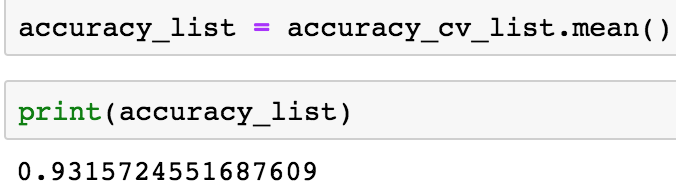 accuracy_list = accuracy_cv_list.mean()
print(accuracy_list)
0.9315724551687609